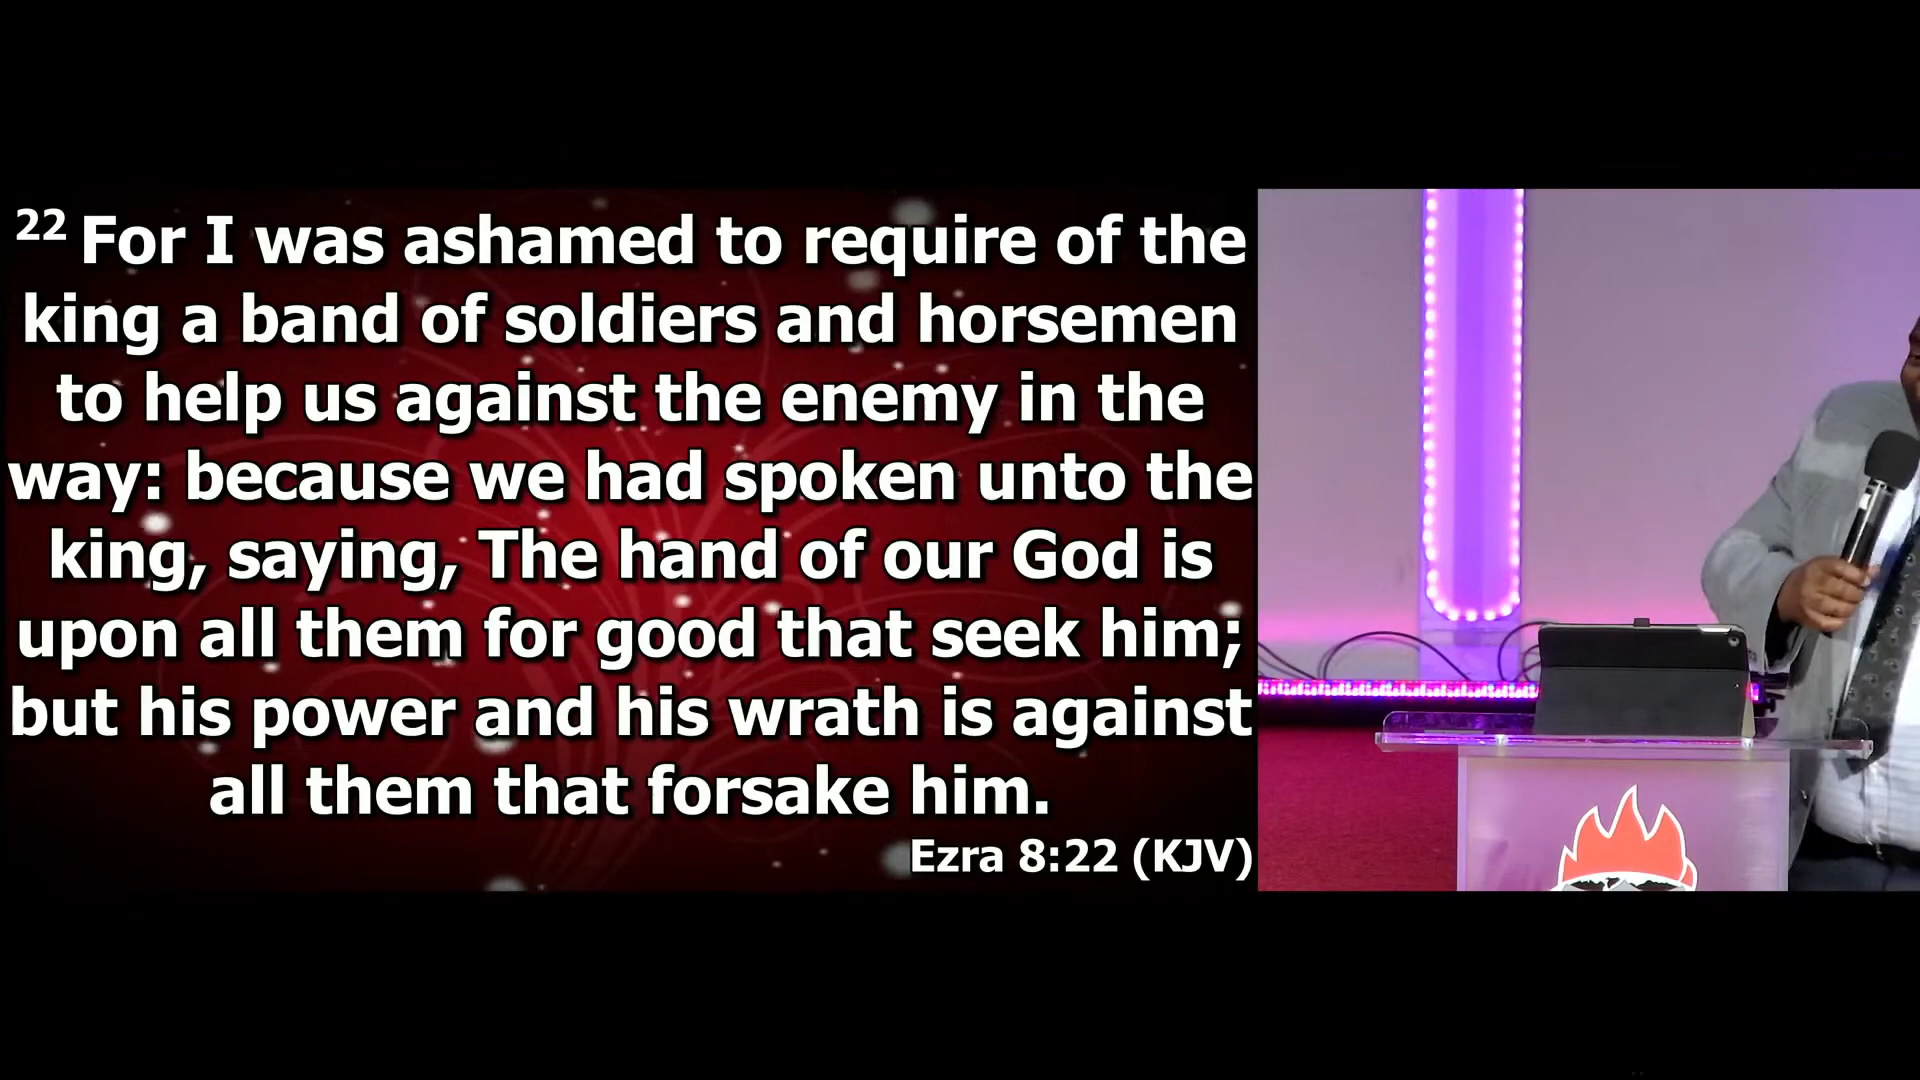 22 For I was ashamed to require of the
king a band of soldiers and horsemen
to help us against the enemy in the
way: because we had spoken unto the
king, saying, The hand of our God is
upon all them for good that seek him;
but his power and his wrath is against
all them that forsake him.
Ezra 8:22 (KJV)